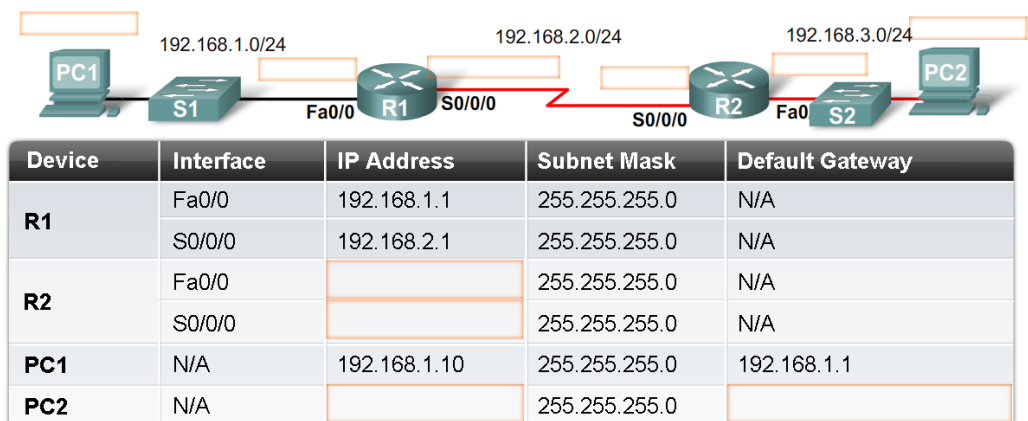 192.168.1.0/24
192.168.2.0/24
192.168.3.0/24
PC1
S1
Fa0/0
R1
S0/0/0
S0/0/0
R2
Fa0
S2
PC2
Device Interface IP Address Subnet Mask Default Gateway
R1
Fa0/0 192.168.1.1 255.255.255.0 N/A
S0/0/0 192.168.2.1 255.255.255.0 N/A
R2
Fa0/0 255.255.255.0 N/A
S0/0/0 255.255.255.0 N/A
PC1 N/A 192.168.1.10 255.255.255.0 192.168.1.1
PC2 N/A 255.255.255.0